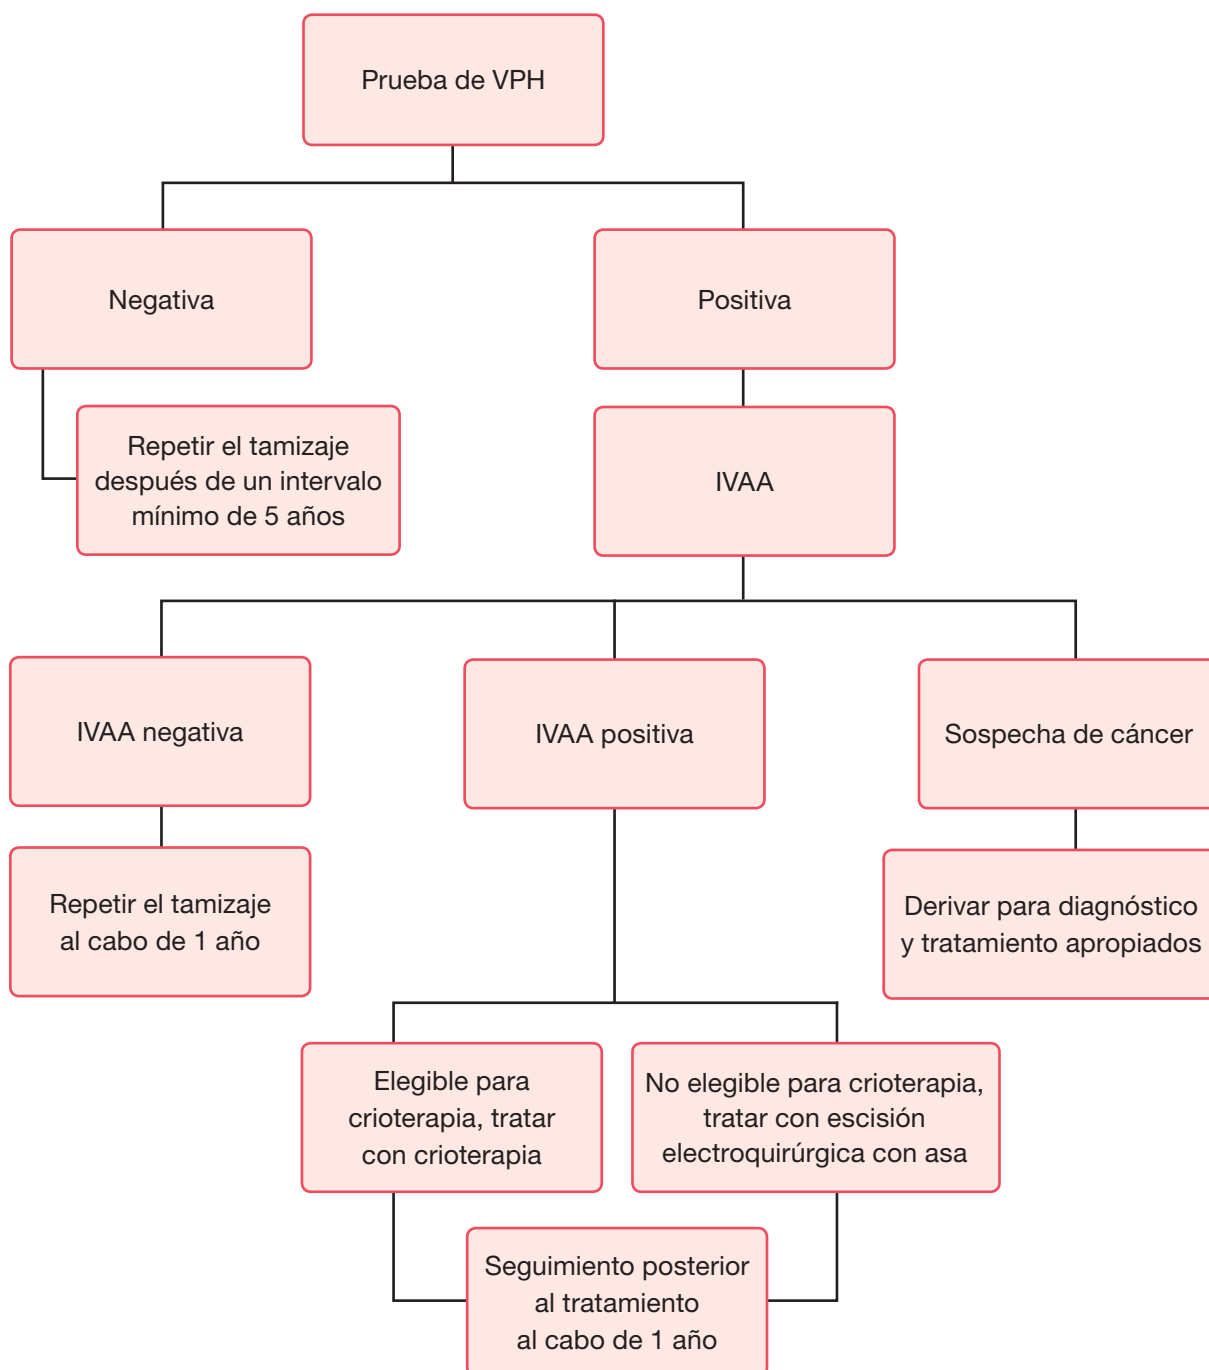 Prueba de VPH
Negativa
Positiva
Repetir el tamizaje
después de un intervalo
mínimo de 5 años
IVAA
IVAA negativa
IVAA positiva
Sospecha de cáncer
Repetir el tamizaje
al cabo de 1 año
Derivar para diagnóstico
y tratamiento apropiados
Elegible para
crioterapia, tratar
con crioterapia
No elegible para crioterapia,
tratar con escisión
electroquirúrgica con asa
Seguimiento posterior
al tratamiento
al cabo de 1 año